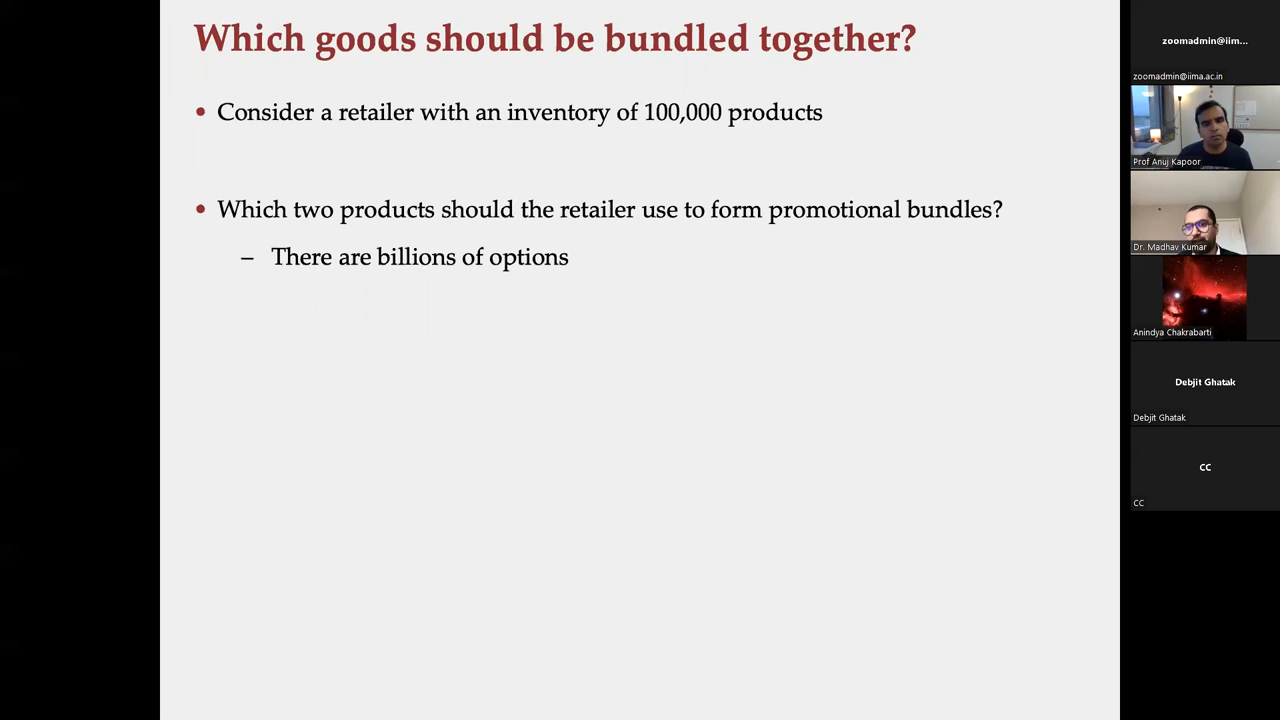 Which goods should be bundled together?
• Consider a retailer with an inventory of 100,000 products
• Which two products should the retailer use to form promotional bundles?
– There are billions of options
zoomadmin@iim...
zoomadmin@iima.ac.in
Prof Anuj Kapoor
Dr. Madhav Kumar
Anindya Chakrabarti
Debjit Ghatak
Debjit Ghatak
CC
CC